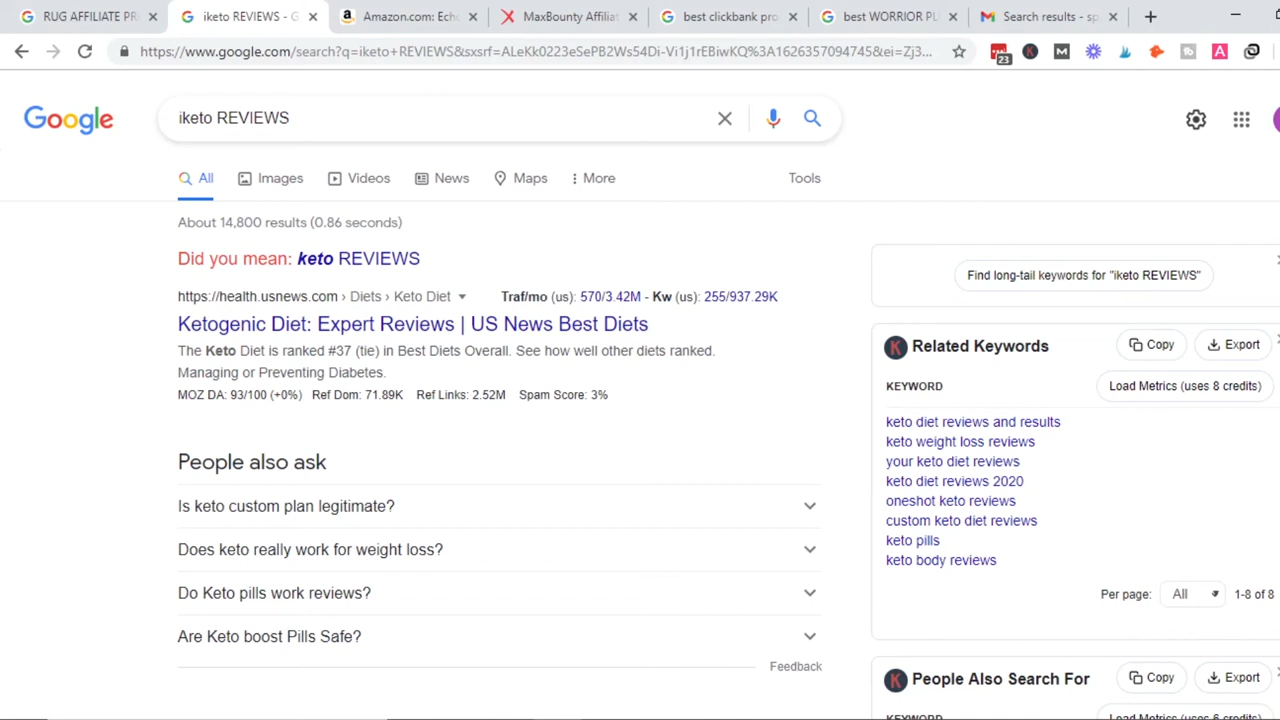 RUG AFFILIATE PR
iketo REVIEWS - G
Amazon.com: Ech
MaxBounty Affiliat
best clickbank pro
best WORRIOR PL
Search results - sp
https://www.google.com/search?q=iketo+REVIEWS&sxsrf=ALeKk0223eSePB2Ws54Di-Vi1j1rEBiwKQ%3A1626357094745&ei=Zj3...
23
Google
iketo REVIEWS
All
Images
Videos
News
Maps
More
Tools
About 14,800 results (0.86 seconds)
Did you mean: keto REVIEWS
https://health.usnews.com › Diets › Keto Diet
Traf/mo (us): 570/3.42M - Kw (us): 255/937.29K
Ketogenic Diet: Expert Reviews | US News Best Diets
The Keto Diet is ranked #37 (tie) in Best Diets Overall. See how well other diets ranked.
Managing or Preventing Diabetes.
MOZ DA: 93/100 (+0%) Ref Dom: 71.89K Ref Links: 2.52M Spam Score: 3%
People also ask
Is keto custom plan legitimate?
Does keto really work for weight loss?
Do Keto pills work reviews?
Are Keto boost Pills Safe?
Feedback
Find long-tail keywords for "iketo REVIEWS"
K Related Keywords
Copy
Export
KEYWORD
Load Metrics (uses 8 credits)
keto diet reviews and results
keto weight loss reviews
your keto diet reviews
keto diet reviews 2020
oneshot keto reviews
custom keto diet reviews
keto pills
keto body reviews
Per page: All 1-8 of 8
K People Also Search For
Copy
Export
KEYWORD
Load Metrics (uses 6 credits)